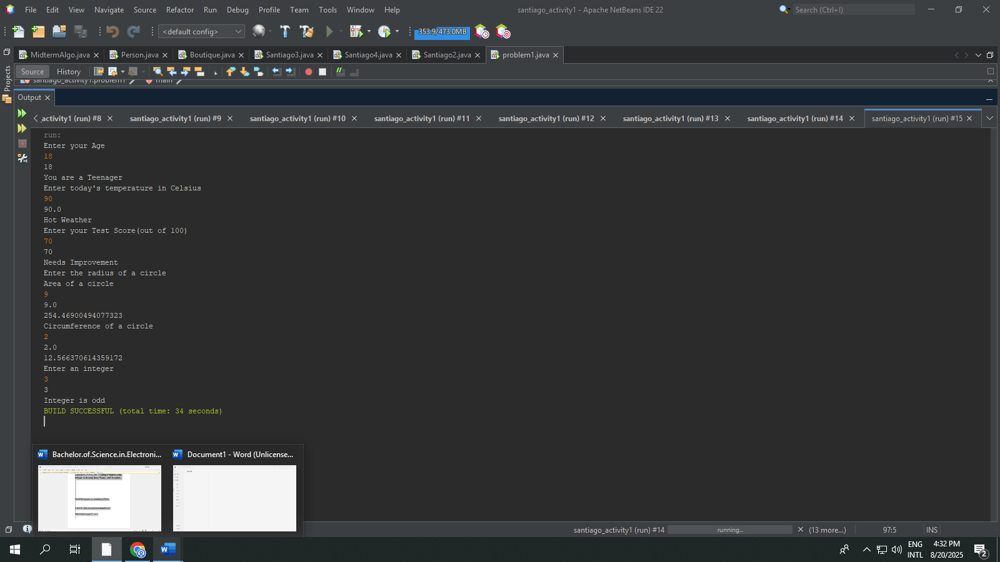 File Edit View Navigate Source Refactor Run Debug Profile Team Tools Window Help
santiago_activity1 - Apache NetBeans IDE 22
Search (Ctrl+I)
<default config>
353.9/473.0MB
MidtermAlgo.java
Person.java
Boutique.java
Santiago3.java
Santiago4.java
Santiago2.java
problem1.java
Projects
Source History
santiago_activity1.problem1
main
Output
_activity1 (run) #8
santiago_activity1 (run) #9
santiago_activity1 (run) #10
santiago_activity1 (run) #11
santiago_activity1 (run) #12
santiago_activity1 (run) #13
santiago_activity1 (run) #14
santiago_activity1 (run) #15
run:
Enter your Age
18
18
You are a Teenager
Enter today's temperature in Celsius
90
90.0
Hot Weather
Enter your Test Score(out of 100)
70
70
Needs Improvement
Enter the radius of a circle
Area of a circle
9
9.0
254.46900494077323
Circumference of a circle
2
2.0
12.566370614359172
Enter an integer
3
3
Integer is odd
BUILD SUCCESSFUL (total time: 34 seconds)
Bachelor.of.Science.in.Electroni...
Document1 - Word (Unlicense...
santiago_activity1 (run) #14
running...
(13 more...)
97:5
INS
ENG
INTL
4:32 PM
8/20/2025
2